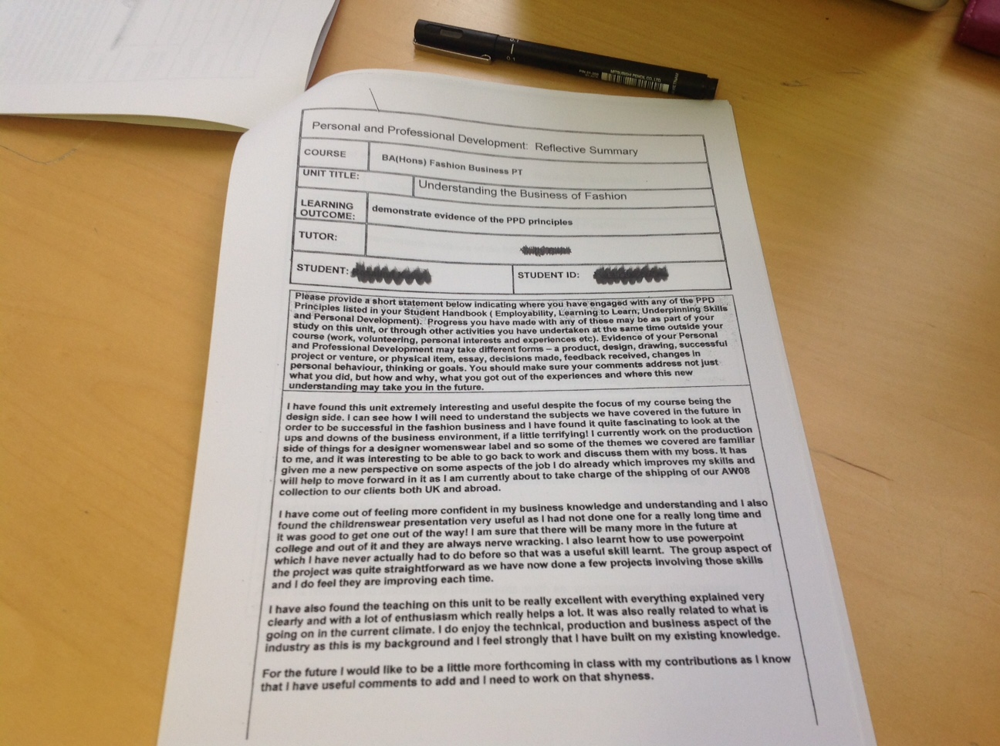 MITSUBISHI PENCIL CO. LTD.
Personal and Professional Development: Reflective Summary
COURSE
BA(Hons) Fashion Business PT
UNIT TITLE:
Understanding the Business of Fashion
LEARNING
OUTCOME:
demonstrate evidence of the PPD principles
TUTOR:
STUDENT:
STUDENT ID:
Please provide a short statement below indicating where you have engaged with any of the PPD
Principles listed in your Student Handbook ( Employability, Learning to Learn, Underpinning Skills
and Personal Development). Progress you have made with any of these may be as part of your
study on this unit, or through other activities you have undertaken at the same time outside your
course (work, volunteering, personal interests and experiences etc). Evidence of your Personal
and Professional Development may take different forms – a product, design, drawing, successful
project or venture, or physical item, essay, decisions made, feedback received, changes in
personal behaviour, thinking or goals. You should make sure your comments address not just
what you did, but how and why, what you got out of the experiences and where this new
understanding may take you in the future.
I have found this unit extremely interesting and useful despite the focus of my course being the
design side. I can see how I will need to understand the subjects we have covered in the future in
order to be successful in the fashion business and I have found it quite fascinating to look at the
ups and downs of the business environment, if a little terrifying! I currently work on the production
side of things for a designer womenswear label and so some of the themes we covered are familiar
to me, and it was interesting to be able to go back to work and discuss them with my boss. It has
given me a new perspective on some aspects of the job I do already which improves my skills and
will help to move forward in it as I am currently about to take charge of the shipping of our AW08
collection to our clients both UK and abroad.
I have come out of feeling more confident in my business knowledge and understanding and I also
found the childrenswear presentation very useful as I had not done one for a really long time and
it was good to get one out of the way! I am sure that there will be many more in the future at
college and out of it and they are always nerve wracking. I also learnt how to use powerpoint
which I have never actually had to do before so that was a useful skill learnt. The group aspect of
the project was quite straightforward as we have now done a few projects involving those skills
and I do feel they are improving each time.
I have also found the teaching on this unit to be really excellent with everything explained very
clearly and with a lot of enthusiasm which really helps a lot. It was also really related to what is
going on in the current climate. I do enjoy the technical, production and business aspect of the
industry as this is my background and I feel strongly that I have built on my existing knowledge.
For the future I would like to be a little more forthcoming in class with my contributions as I know
that I have useful comments to add and I need to work on that shyness.